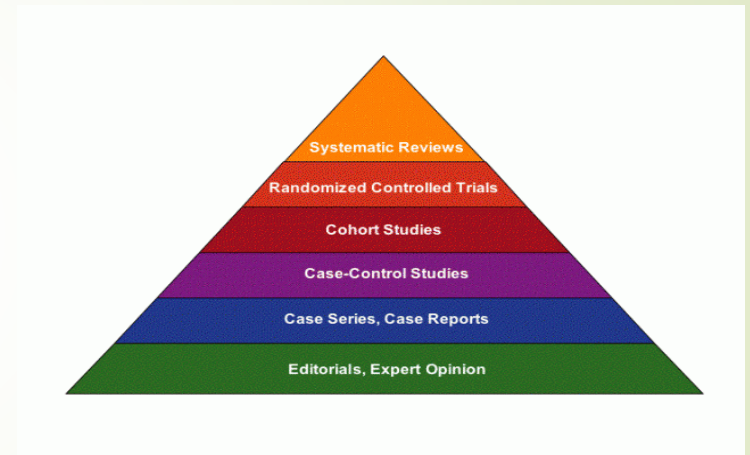 Systematic Reviews
Randomized Controlled Trials
Cohort Studies
Case-Control Studies
Case Series, Case Reports
Editorials, Expert Opinion